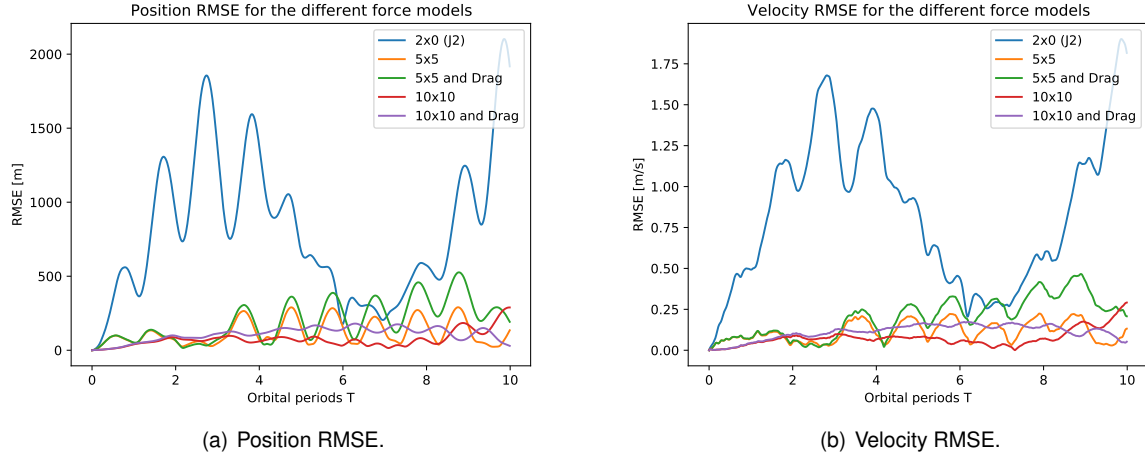 Position RMSE for the different force models
2x0 (J2)
5x5
5x5 and Drag
10x10
10x10 and Drag
2000
1500
1000
500
0
RMSE [m]
0 2 4 6 8 10
Orbital periods T
(a) Position RMSE.
Velocity RMSE for the different force models
2x0 (J2)
5x5
5x5 and Drag
10x10
10x10 and Drag
1.75
1.50
1.25
1.00
0.75
0.50
0.25
0.00
RMSE [m/s]
0 2 4 6 8 10
Orbital periods T
(b) Velocity RMSE.